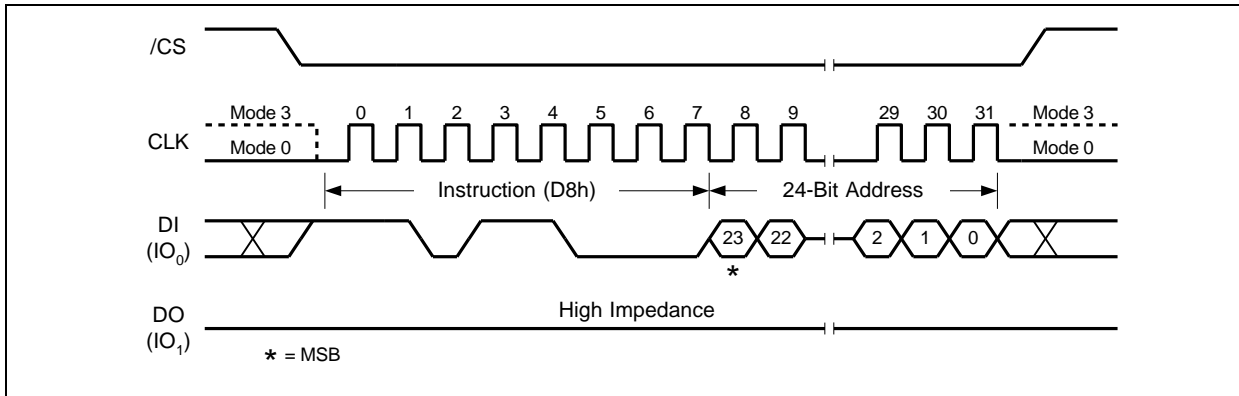 /CS
Mode 3 0 1 2 3 4 5 6 7 8 9 29 30 31 Mode 3
CLK
Mode 0 Mode 0
Instruction (D8h) 24-Bit Address
DI
(IO₀)
23 22 2 1 0
*
High Impedance
DO
(IO₁)
* = MSB